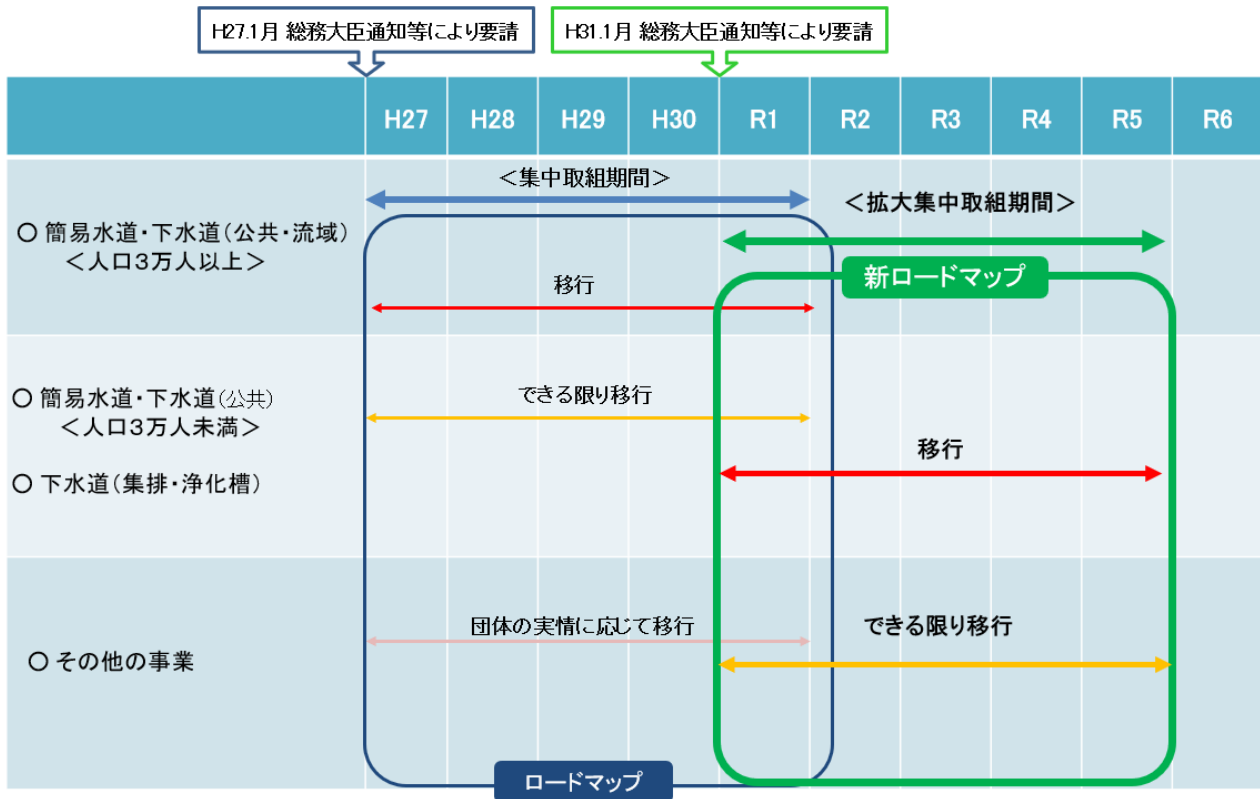 H27.1月 総務大臣通知等により要請
H31.1月 総務大臣通知等により要請
H27 H28 H29 H30 R1 R2 R3 R4 R5 R6
＜集中取組期間＞
＜拡大集中取組期間＞
○ 簡易水道・下水道（公共・流域）
＜人口３万人以上＞
新ロードマップ
移行
○ 簡易水道・下水道（公共）
＜人口３万人未満＞
できる限り移行
移行
○ 下水道（集排・浄化槽）
団体の実情に応じて移行
できる限り移行
○ その他の事業
ロードマップ